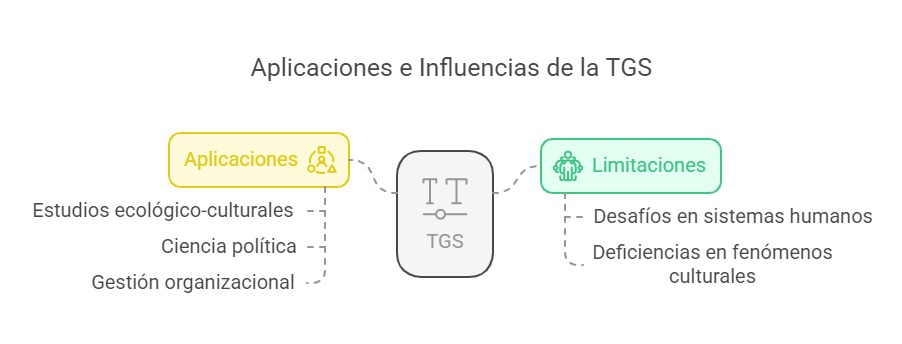 Aplicaciones e Influencias de la TGS
Aplicaciones
Estudios ecológico-culturales
Ciencia política
Gestión organizacional
TT
TGS
Limitaciones
Desafíos en sistemas humanos
Deficiencias en fenómenos
culturales